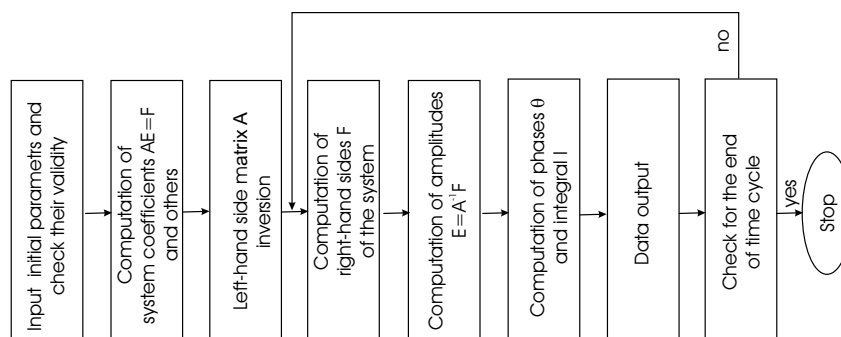 Input initial parametrs and
check their validity
Computation of
system coefficients AE=F
and others
Left-hand side matrix A
inversion
Computation of
right-hand sides F
of the system
Computation of amplitudes
E=A⁻¹F
Computation of phases θ
and integral I
Data output
Check for the end
of time cycle
no
yes
Stop